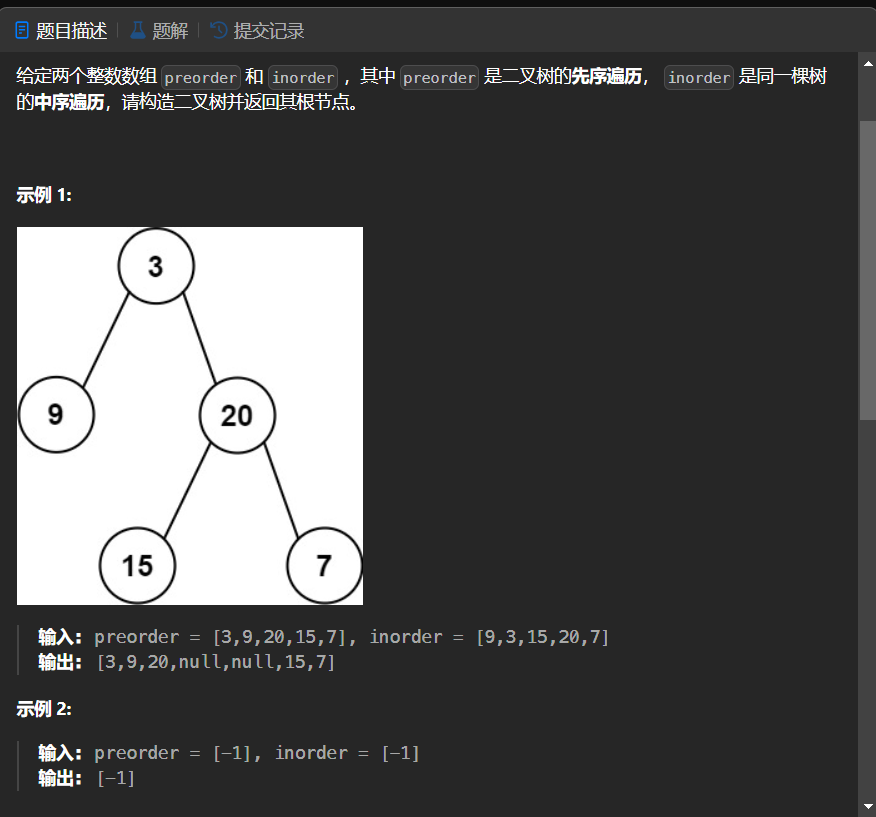 题目描述 | 题解 | 提交记录
给定两个整数数组 preorder 和 inorder ，其中 preorder 是二叉树的先序遍历， inorder 是同一棵树
的中序遍历，请构造二叉树并返回其根节点。
示例 1:
3
9
20
15
7
输入: preorder = [3,9,20,15,7], inorder = [9,3,15,20,7]
输出: [3,9,20,null,null,15,7]
示例 2:
输入: preorder = [-1], inorder = [-1]
输出: [-1]